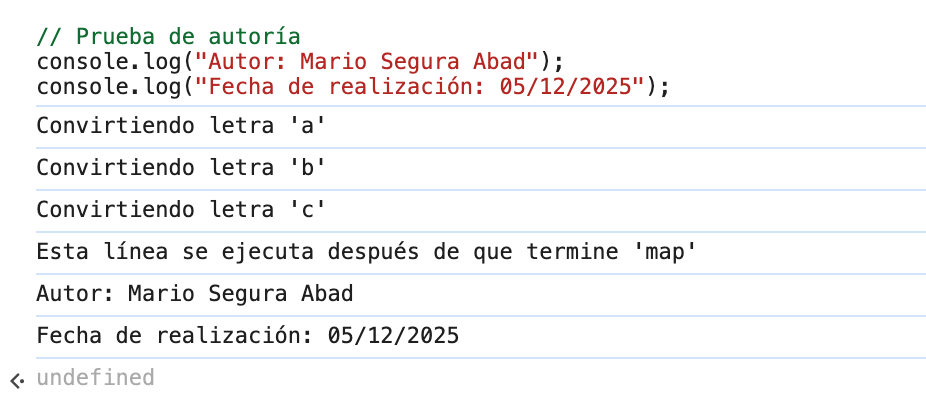 // Prueba de autoría
console.log("Autor: Mario Segura Abad");
console.log("Fecha de realización: 05/12/2025");
Convirtiendo letra 'a'
Convirtiendo letra 'b'
Convirtiendo letra 'c'
Esta línea se ejecuta después de que termine 'map'
Autor: Mario Segura Abad
Fecha de realización: 05/12/2025
undefined